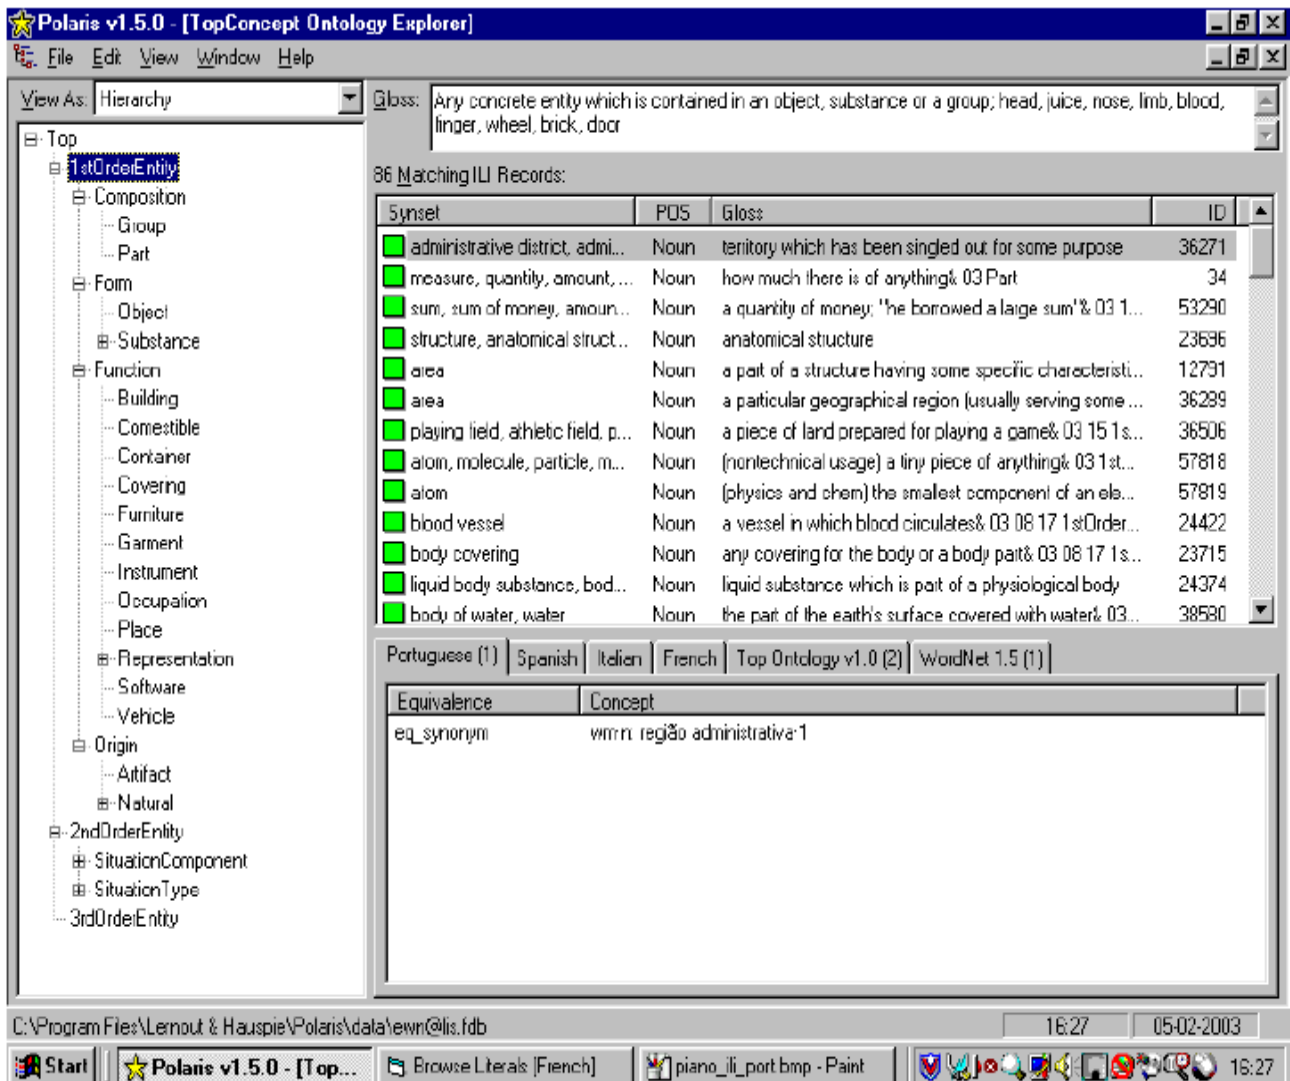 Polaris v1.5.0 - [TopConcept Ontology Explorer]
File Edit View Window Help
View As: Hierarchy
Top
1stOrderEntity
Composition
Group
Part
Form
Object
Substance
Function
Building
Comestible
Container
Covering
Furniture
Garment
Instrument
Occupation
Place
Representation
Software
Vehicle
Origin
Artifact
Natural
2ndOrderEntity
SituationComponent
SituationType
3rdOrderEntity
Gloss: Any concrete entity which is contained in an object, substance or a group; head, juice, nose, limb, blood,
finger, wheel, brick, door
86 Matching ILI Records:
Synset POS Gloss ID
administrative district, admi... Noun territory which has been singled out for some purpose 36271
measure, quantity, amount, ... Noun how much there is of anything& 03 Part 34
sum, sum of money, amoun... Noun a quantity of money; "he borrowed a large sum"& 03 1... 53290
structure, anatomical struct... Noun anatomical structure 23696
area Noun a part of a structure having some specific characteristi... 12791
area Noun a particular geographical region (usually serving some ... 36289
playing field, athletic field, p... Noun a piece of land prepared for playing a game& 03 15 1s... 36506
atom, molecule, particle, m... Noun (nontechnical usage) a tiny piece of anything& 03 1st... 57818
atom Noun (physics and chem) the smallest component of an ele... 57819
blood vessel Noun a vessel in which blood circulates& 03 08 17 1stOrder... 24422
body covering Noun any covering for the body or a body part& 03 08 17 1s... 23715
liquid body substance, bod... Noun liquid substance which is part of a physiological body 24374
body of water, water Noun the part of the earth's surface covered with water& 03... 38580
Portuguese (1) Spanish Italian French Top Ontology v1.0 (2) WordNet 1.5 (1)
Equivalence Concept
eq_synonym região administrativa
C:\Program Files\Lernout & Hauspie\Polaris\data\ewn@lis.fdb 16:27 05-02-2003
Start Polaris v1.5.0 - [Top... Browse Literals [French] piano_ili_port.bmp - Paint 16:27